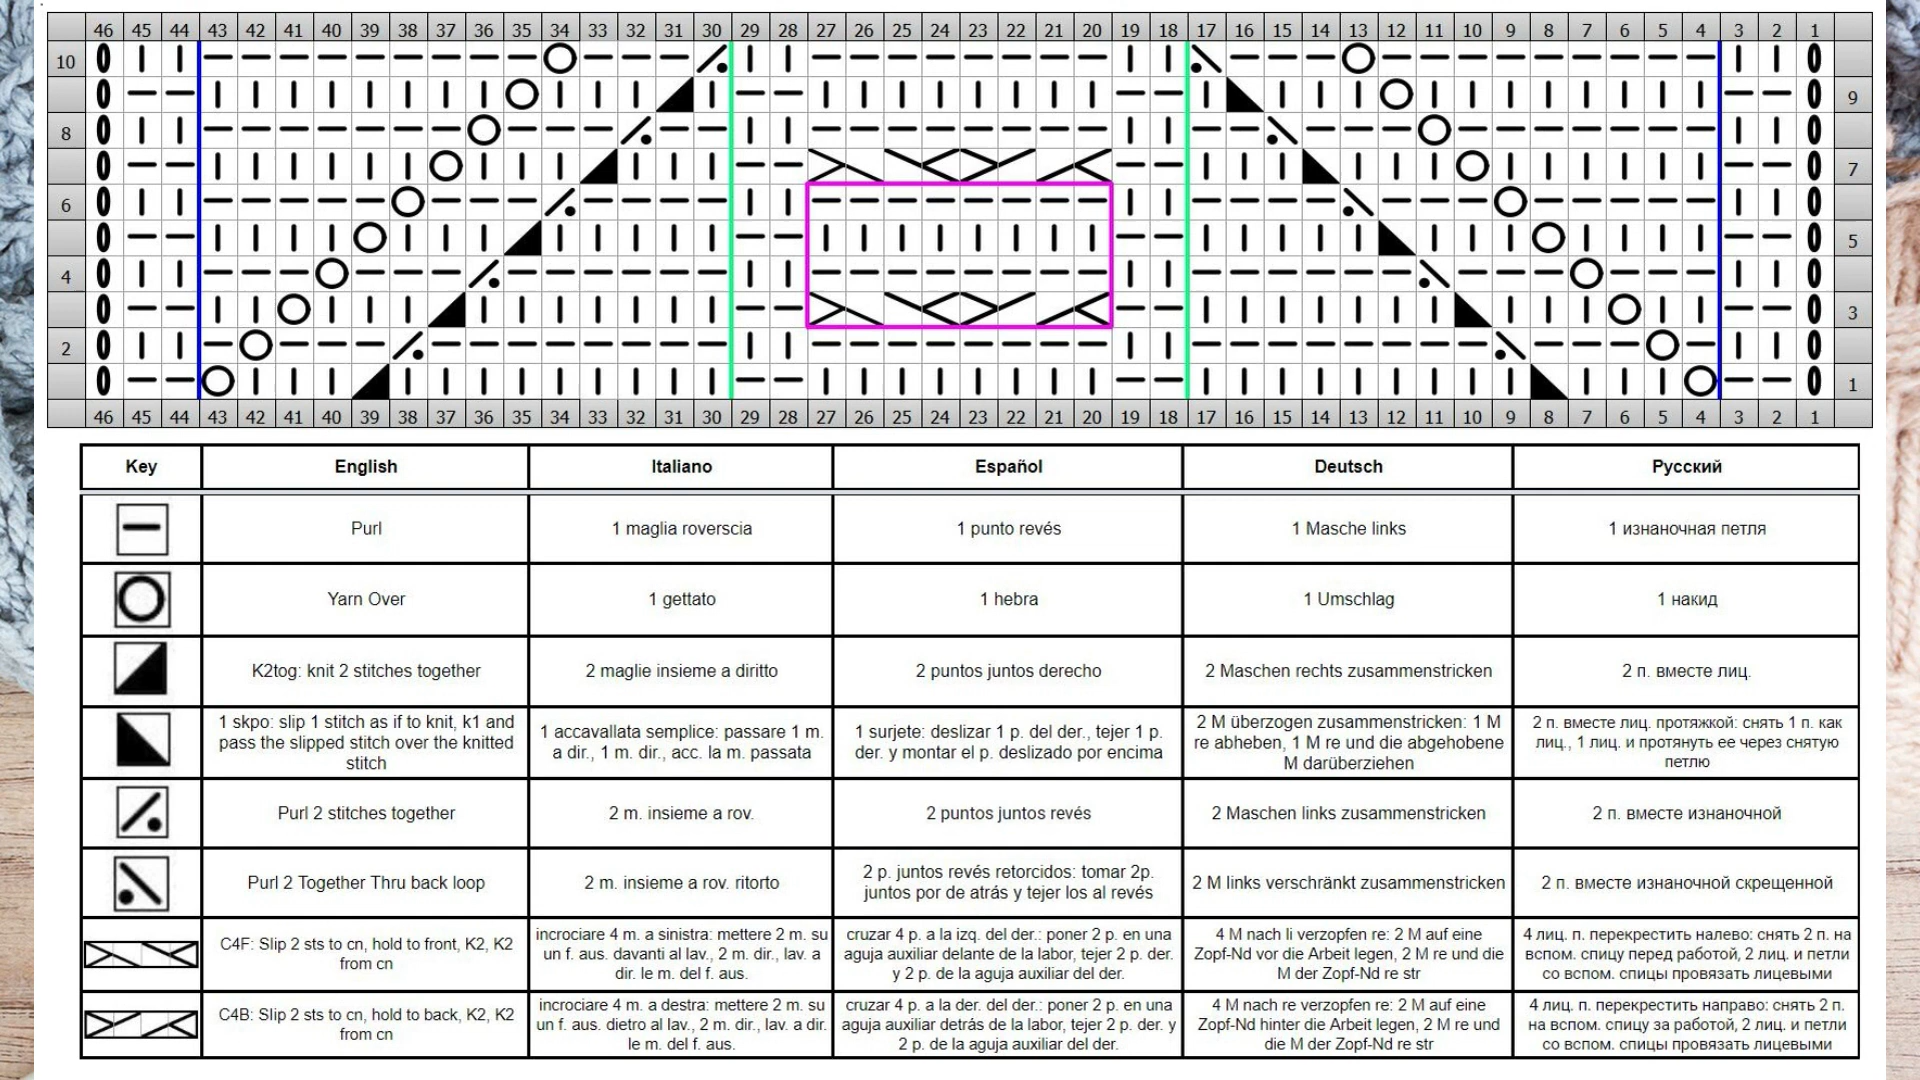 46 45 44 43 42 41 40 39 38 37 36 35 34 33 32 31 30 29 28 27 26 25 24 23 22 21 20 19 18 17 16 15 14 13 12 11 10 9 8 7 6 5 4 3 2 1
10
9
8
7
6
5
4
3
2
1
46 45 44 43 42 41 40 39 38 37 36 35 34 33 32 31 30 29 28 27 26 25 24 23 22 21 20 19 18 17 16 15 14 13 12 11 10 9 8 7 6 5 4 3 2 1
Key English Italiano Español Deutsch Русский
Purl
1 maglia roverscia
1 punto revés
1 Masche links
1 изнаночная петля
Yarn Over
1 gettato
1 hebra
1 Umschlag
1 накид
K2tog: knit 2 stitches together
2 maglie insieme a diritto
2 puntos juntos derecho
2 Maschen rechts zusammenstricken
2 п. вместе лиц.
1 skpo: slip 1 stitch as if to knit, k1 and
pass the slipped stitch over the knitted
stitch
1 accavallata semplice: passare 1 m.
a dir., 1 m. dir., acc. la m. passata
1 surjete: deslizar 1 p. del der., tejer 1 p.
der. y montar el p. deslizado por encima
2 M überzogen zusammenstricken: 1 M
re abheben, 1 M re und die abgehobene
M darüberziehen
2 п. вместе лиц. протяжкой: снять 1 п. как
лиц., 1 лиц. и протянуть ее через снятую
петлю
Purl 2 stitches together
2 m. insieme a rov.
2 puntos juntos revés
2 Maschen links zusammenstricken
2 п. вместе изнаночной
Purl 2 Together Thru back loop
2 m. insieme a rov. ritorto
2 p. juntos revés retorcidos: tomar 2p.
juntos por de atrás y tejer los al revés
2 M links verschränkt zusammenstricken
2 п. вместе изнаночной скрещенной
C4F: Slip 2 sts to cn, hold to front, K2, K2
from cn
incrociare 4 m. a sinistra: mettere 2 m. su
un f. aus. davanti al lav., 2 m. dir., lav. a
dir. le m. del f. aus.
cruzar 4 p. a la izq. del der.: poner 2 p. en una
aguja auxiliar delante de la labor, tejer 2 p. der.
y 2 p. de la aguja auxiliar del der.
4 M nach li verzopfen re: 2 M auf eine
Zopf-Nd vor die Arbeit legen, 2 M re und die
M der Zopf-Nd re str
4 лиц. п. перекрестить налево: снять 2 п. на
вспом. спицу перед работой, 2 лиц. и петли
со вспом. спицы провязать лицевыми
C4B: Slip 2 sts to cn, hold to back, K2, K2
from cn
incrociare 4 m. a destra: mettere 2 m. su
un f. aus. dietro al lav., 2 m. dir., lav. a dir.
le m. del f. aus.
cruzar 4 p. a la der. del der.: poner 2 p. en una
aguja auxiliar detrás de la labor, tejer 2 p. der. y
2 p. de la aguja auxiliar del der.
4 M nach re verzopfen re: 2 M auf eine
Zopf-Nd hinter die Arbeit legen, 2 M re und
die M der Zopf-Nd re str
4 лиц. п. перекрестить направо: снять 2 п.
на вспом. спицу за работой, 2 лиц. и петли
со вспом. спицы провязать лицевыми